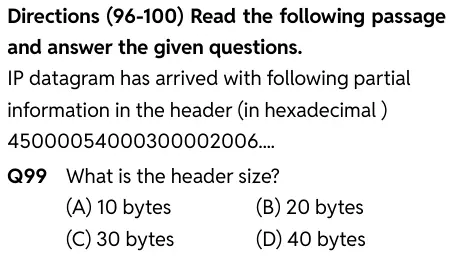 Directions (96-100) Read the following passage
and answer the given questions.
IP datagram has arrived with following partial
information in the header (in hexadecimal )
45000054000300002006....
Q99 What is the header size?
(A) 10 bytes (B) 20 bytes
(C) 30 bytes (D) 40 bytes